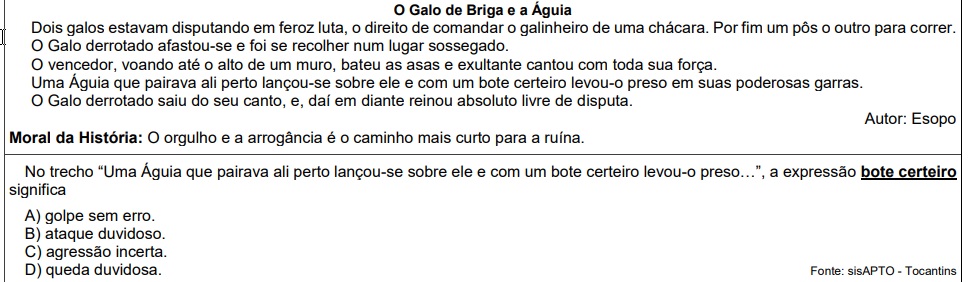 O Galo de Briga e a Águia
Dois galos estavam disputando em feroz luta, o direito de comandar o galinheiro de uma chácara. Por fim um pôs o outro para correr.
O Galo derrotado afastou-se e foi se recolher num lugar sossegado.
O vencedor, voando até o alto de um muro, bateu as asas e exultante cantou com toda sua força.
Uma Águia que pairava ali perto lançou-se sobre ele e com um bote certeiro levou-o preso em suas poderosas garras.
O Galo derrotado saiu do seu canto, e, daí em diante reinou absoluto livre de disputa.
Autor: Esopo
Moral da História: O orgulho e a arrogância é o caminho mais curto para a ruína.
No trecho “Uma Águia que pairava ali perto lançou-se sobre ele e com um bote certeiro levou-o preso…”, a expressão bote certeiro
significa
A) golpe sem erro.
B) ataque duvidoso.
C) agressão incerta.
D) queda duvidosa.
Fonte: sisAPTO - Tocantins